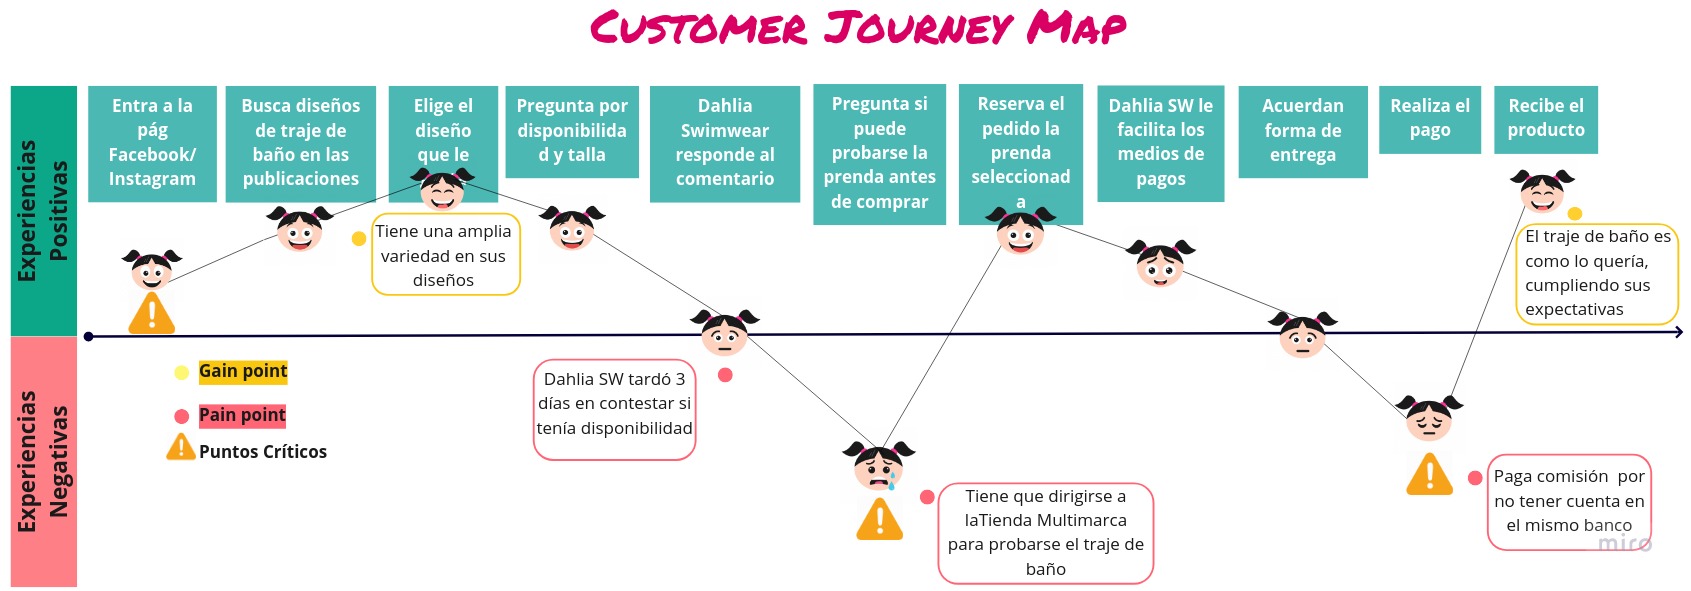 Customer Journey Map
Experiencias
Positivas
Entra a la
pág
Facebook/
Instagram
Busca diseños
de traje de
baño en las
publicaciones
Elige el
diseño
que le
Pregunta por
disponibilida
d y talla
Dahlia
Swimwear
responde al
comentario
Pregunta si
puede
probarse la
prenda antes
de comprar
Reserva el
pedido la
prenda
seleccionad
a
Dahlia SW le
facilita los
medios de
pagos
Acuerdan
forma de
entrega
Realiza el
pago
Recibe el
producto
Tiene una amplia
variedad en sus
diseños
El traje de baño es
como lo quería,
cumpliendo sus
expectativas
Experiencias
Negativas
Gain point
Pain point
Puntos Críticos
Dahlia SW tardó 3
días en contestar si
tenía disponibilidad
Tiene que dirigirse a
laTienda Multimarca
para probarse el traje de
baño
Paga comisión  por
no tener cuenta en
el mismo banco
miro